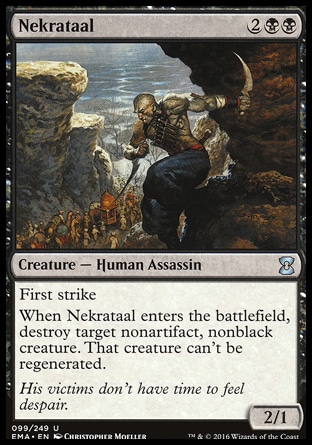 Nekrataal 2
Creature — Human Assassin
First strike
When Nekrataal enters the battlefield,
destroy target nonartifact, nonblack
creature. That creature can't be
regenerated.
His victims don't have time to feel
despair.
2/1
099/249 U
EMA • EN Christopher Moeller ™ & © 2016 Wizards of the Coast